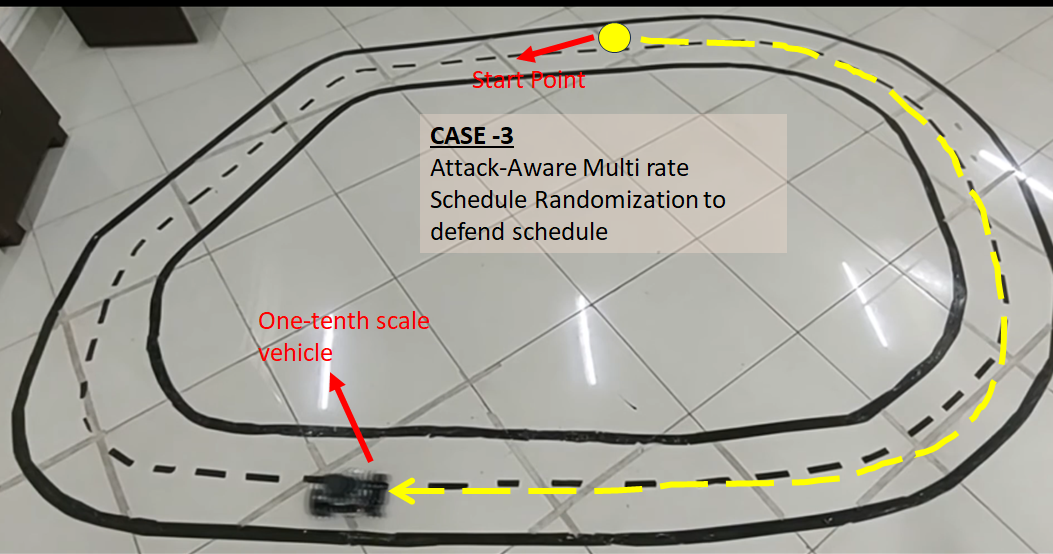 Start Point
CASE -3
Attack-Aware Multi rate
Schedule Randomization to
defend schedule
One-tenth scale
vehicle